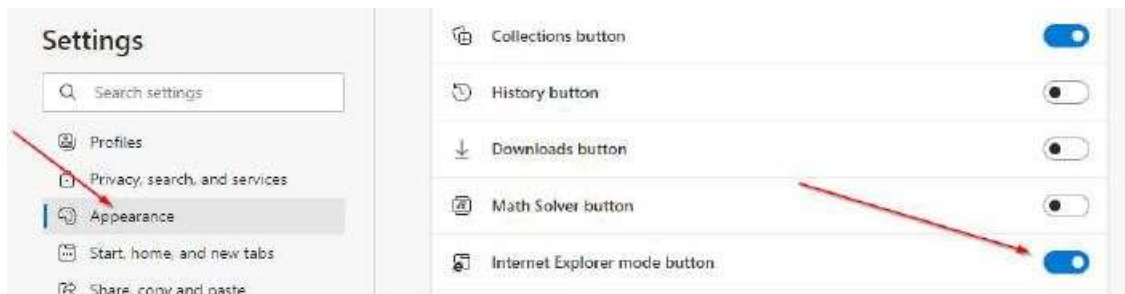 Settings
Search settings
Profiles
Privacy, search, and services
Appearance
Start, home, and new tabs
Share, copy and paste
Collections button
History button
Downloads button
Math Solver button
Internet Explorer mode button